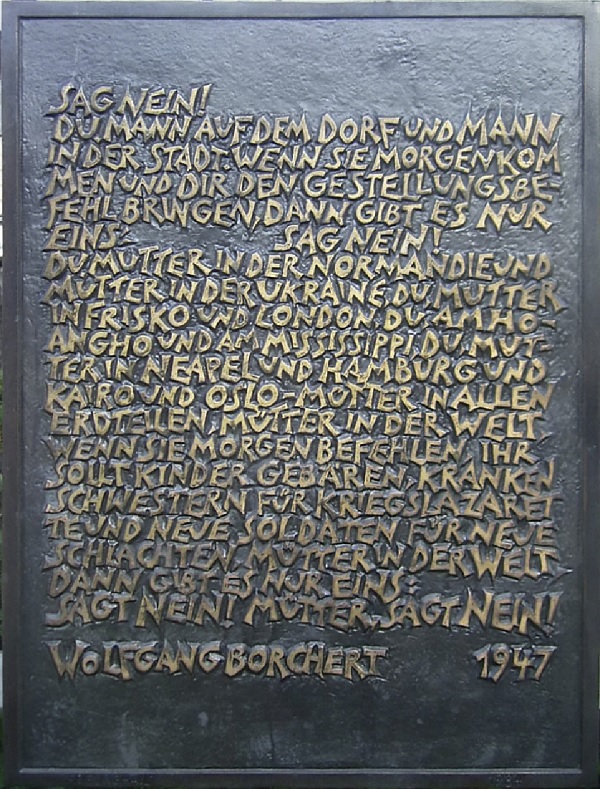 SAG NEIN!
DU MANN AUF DEM DORF UND MANN
IN DER STADT. WENN SIE MORGEN KOM
MEN UND DIR DEN GESTELLUNGSBE-
FEHL BRINGEN, DANN GIBT ES NUR
EINS: SAG NEIN!
DU. MUTTER IN DER NORMANDIE UND
MUTTER IN DER UKRAINE, DU, MUTTER
IN FRISKO UND LONDON. DU. AM HO-
ANGHO UND AM MISSISSIPPI DU. MUT-
TER IN NEAPEL UND HAMBURG UND
KAIRO UND OSLO - MÜTTER IN ALLEN
ERDTEILEN, MÜTTER IN DER WELT
WENN SIE MORGEN BEFEHLEN, IHR
SOLLT KINDER GEBÄREN, KRANKEN
SCHWESTERN FÜR KRIEGSLAZARET
TE UND NEUE SOLDATEN FÜR NEUE
SCHLACHTEN, MÜTTER IN DER WELT,
DANN GIBT ES NUR EINS:
SAGT NEIN! MÜTTER, SAGT NEIN!
WOLFGANG BORCHERT 1947